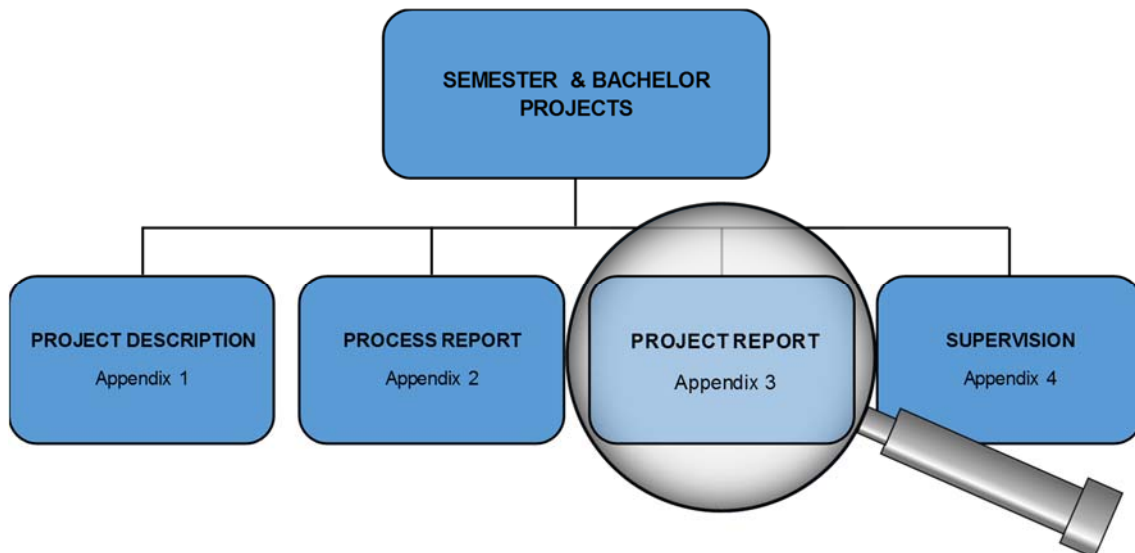 SEMESTER & BACHELOR
PROJECTS
PROJECT DESCRIPTION
Appendix 1
PROCESS REPORT
Appendix 2
PROJECT REPORT
Appendix 3
SUPERVISION
Appendix 4